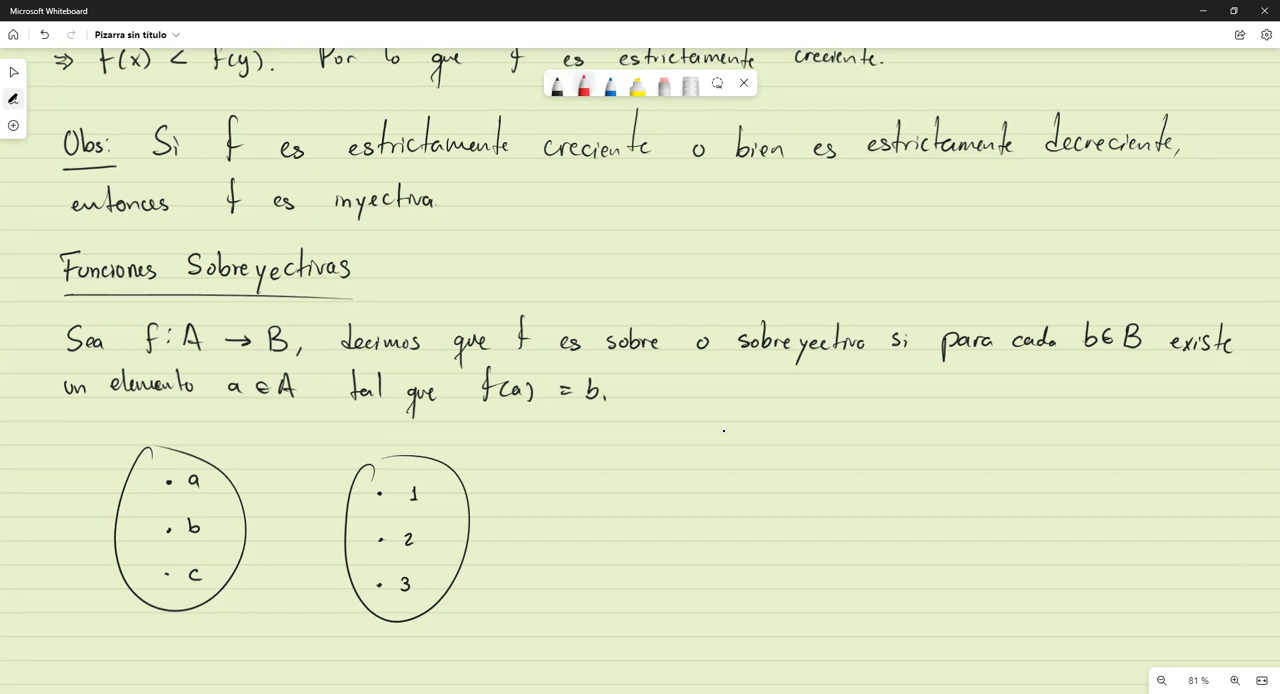 Microsoft Whiteboard
Pizarra sin título
⇒ f(x) < f(y). Por lo que f es estrictamente creciente.
Obs: Si f es estrictamente creciente o bien es estrictamente decreciente,
entonces f es inyectiva.
Funciones Sobreyectivas
Sea f: A → B, decimos que f es sobre o sobreyectiva si para cada b ∈ B existe
un elemento a ∈ A tal que f(a) = b.
a
b
c
1
2
3
81 %